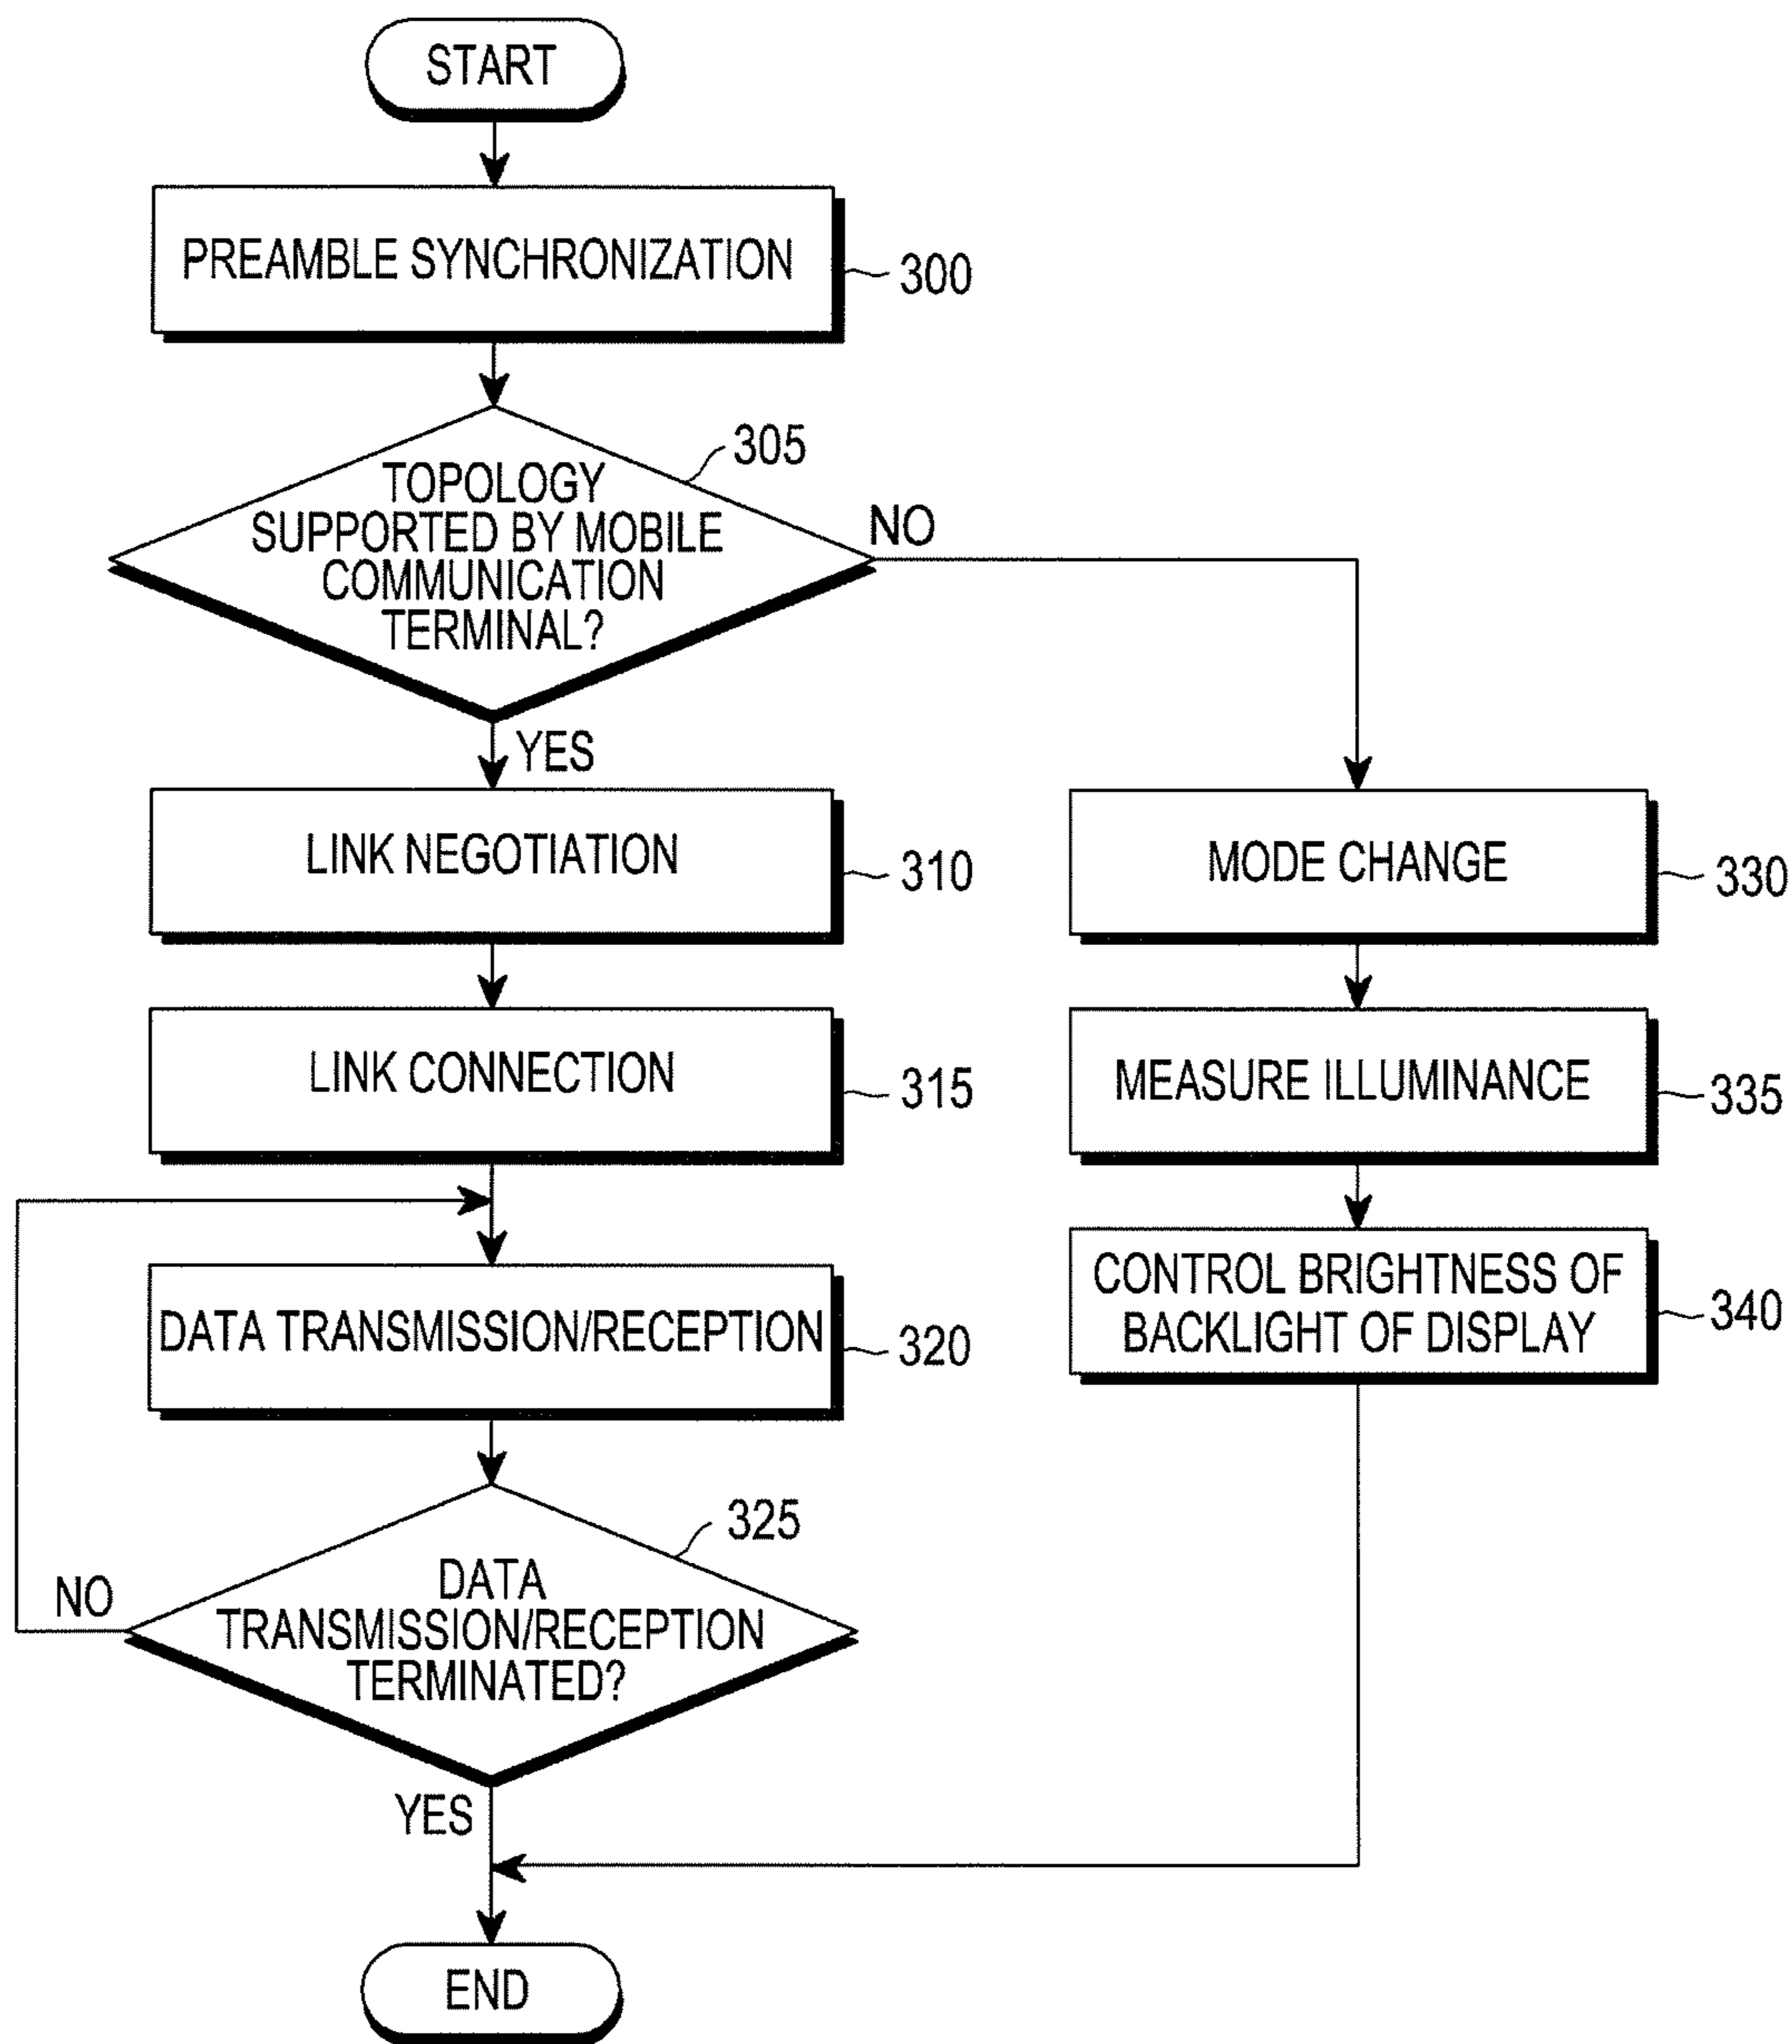 START
PREAMBLE SYNCHRONIZATION
300
305
TOPOLOGY
SUPPORTED BY MOBILE
COMMUNICATION
TERMINAL?
NO
YES
LINK NEGOTIATION
310
MODE CHANGE
330
LINK CONNECTION
315
MEASURE ILLUMINANCE
335
DATA TRANSMISSION/RECEPTION
320
CONTROL BRIGHTNESS OF
BACKLIGHT OF DISPLAY
340
325
DATA
TRANSMISSION/RECEPTION
TERMINATED?
NO
YES
END